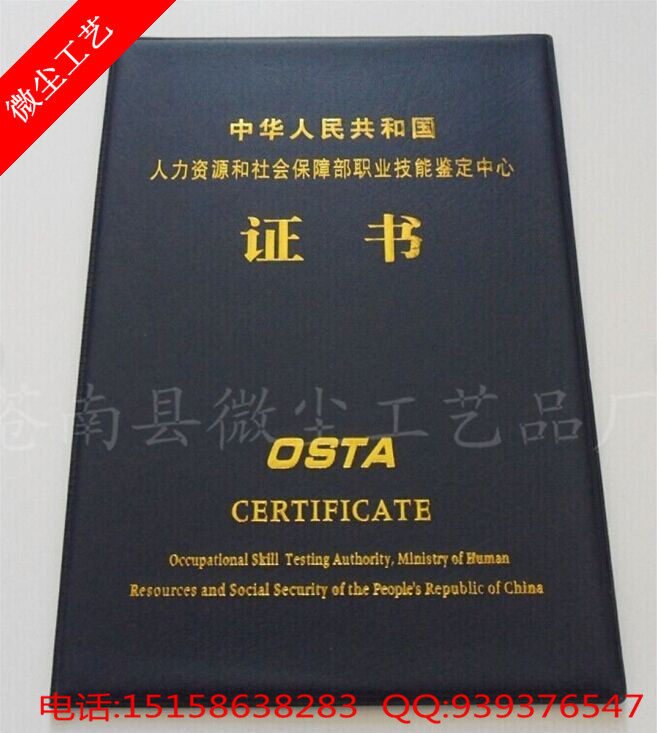 微尘工艺
中华人民共和国
人力资源和社会保障部职业技能鉴定中心
证 书
苍南县微尘工艺品厂
OSTA
CERTIFICATE
Occupational Skill Testing Authority, Ministry of Human
Resources and Social Security of the People's Republic of China
电话:15158638283 QQ:939376547